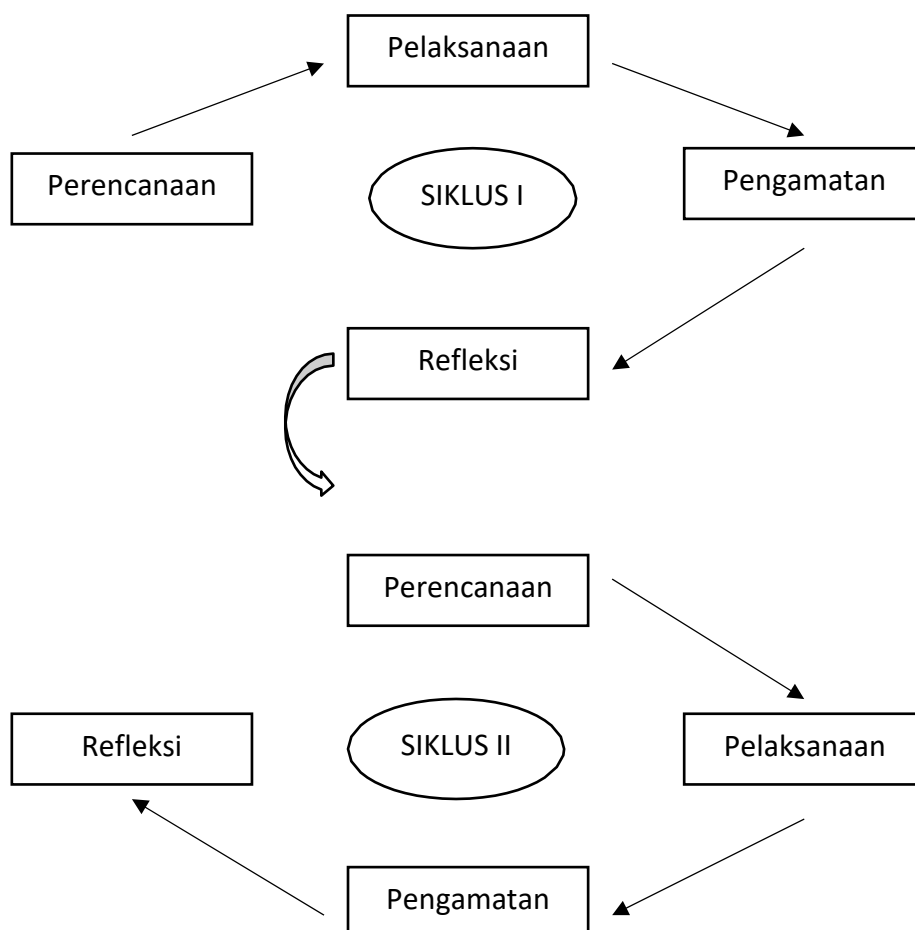 Pelaksanaan
Perencanaan
SIKLUS I
Pengamatan
Refleksi
Perencanaan
Refleksi
SIKLUS II
Pelaksanaan
Pengamatan